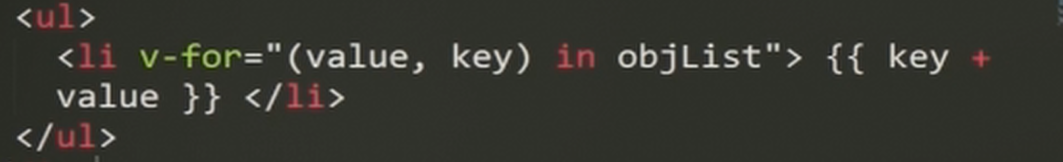 <ul>
<li v-for="(value, key) in objList"> {{ key +
value }} </li>
</ul>